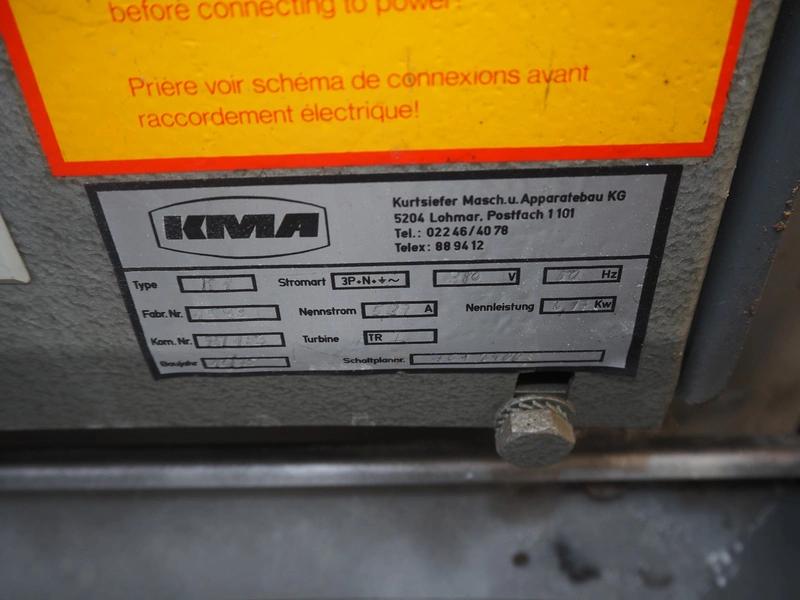 before connecting to power!
Prière voir schéma de connexions avant
raccordement électrique!
KMA
Kurtsiefer Masch.u.Apparatebau KG
5204 Lohmar, Postfach 1101
Tel.: 02246/4078
Telex: 889412
Type Stromart 3P+N+⏚~ 380 V 50 Hz
Fabr. Nr. Nennstrom A Nennleistung Kw
Kom. Nr. Turbine TR
Baujahr Schaltplannr.